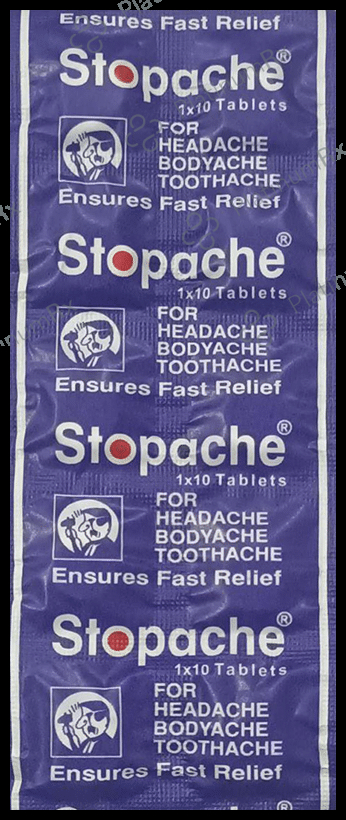 Ensures Fast Relief
Stopache®
1x10 Tablets
FOR
HEADACHE
BODYACHE
TOOTHACHE
Ensures Fast Relief
Stopache®
1x10 Tablets
FOR
HEADACHE
BODYACHE
TOOTHACHE
Ensures Fast Relief
Stopache®
1x10 Tablets
FOR
HEADACHE
BODYACHE
TOOTHACHE
Ensures Fast Relief
Stopache®
1x10 Tablets
FOR
HEADACHE
BODYACHE
TOOTHACHE
Ensures Fast Relief